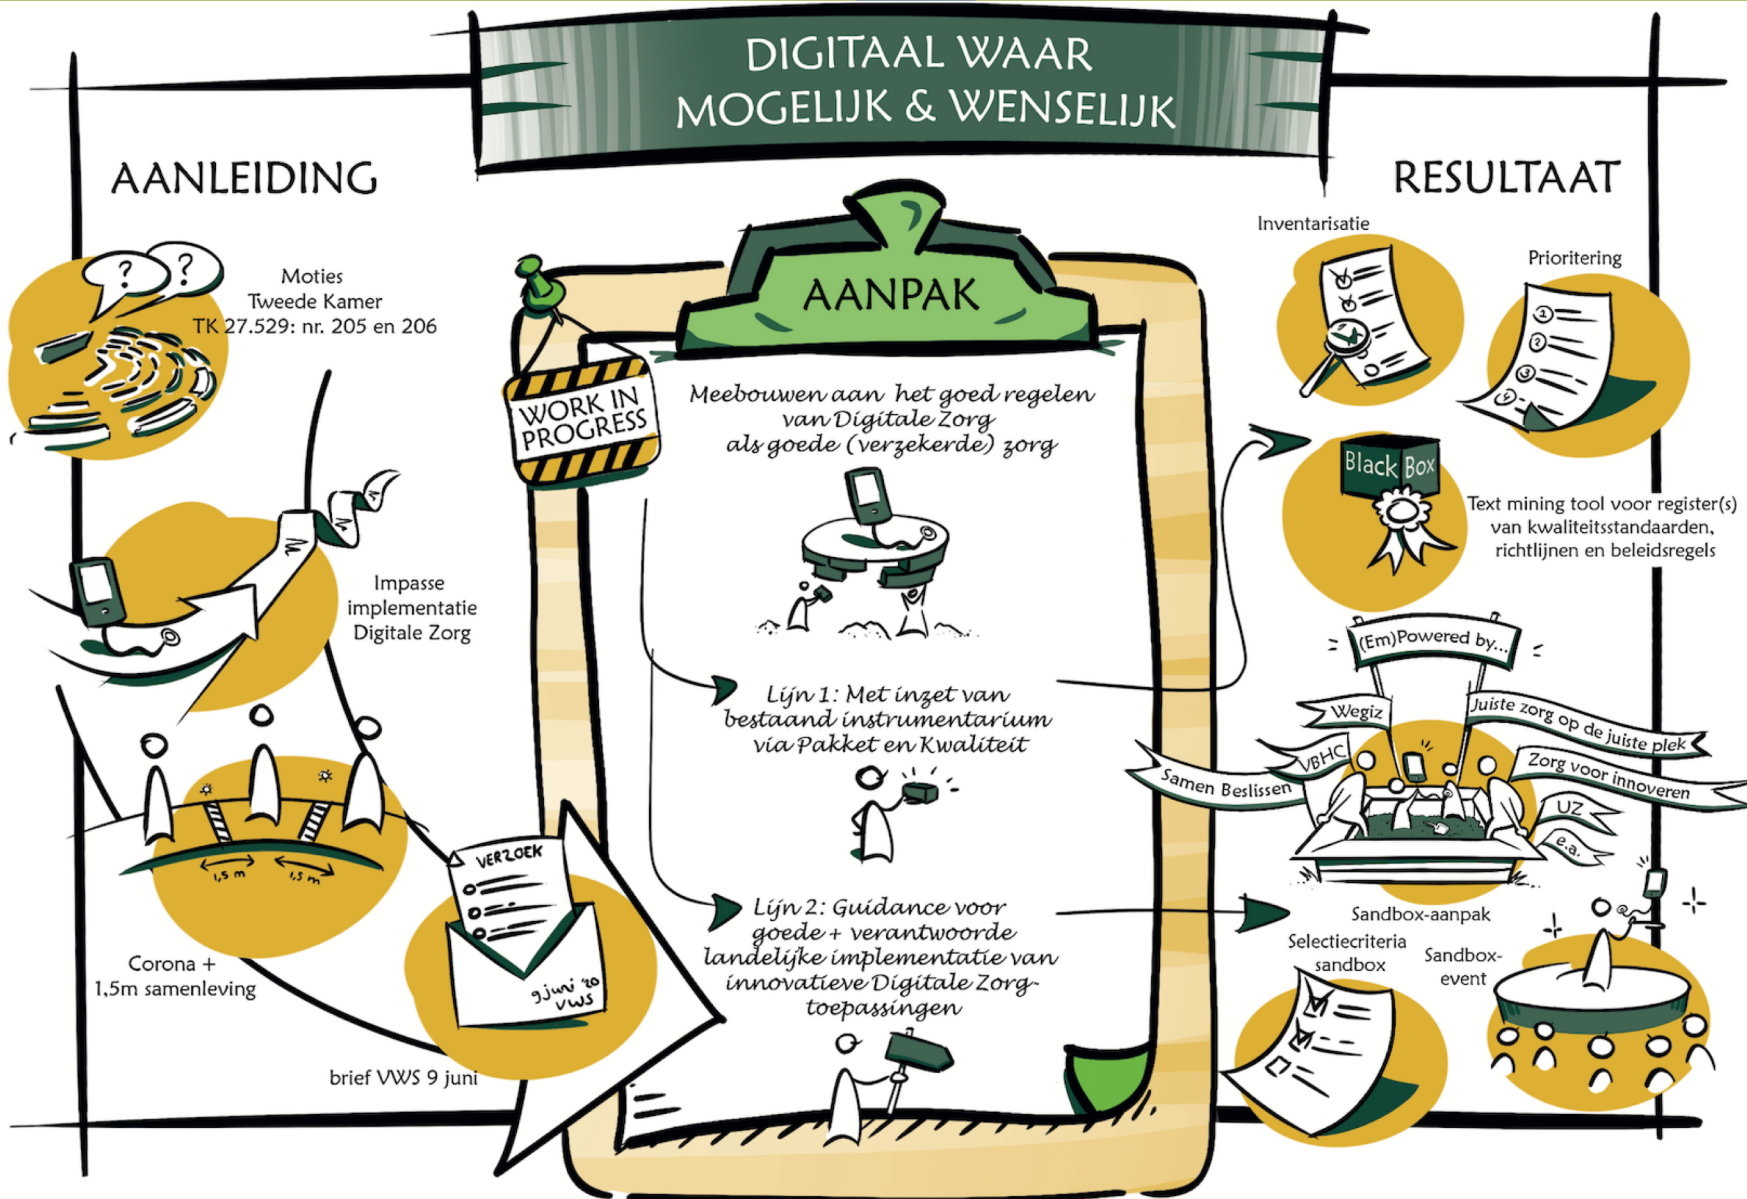 DIGITAAL WAAR
MOGELIJK & WENSELIJK
AANLEIDING
?
?
Moties
Tweede Kamer
TK 27.529: nr. 205 en 206
Impasse
implementatie
Digitale Zorg
1,5 m
1,5 m
Corona +
1,5m samenleving
VERZOEK
9 juni '20
VWS
brief VWS 9 juni
WORK IN
PROGRESS
AANPAK
Meebouwen aan het goed regelen
van Digitale Zorg
als goede (verzekerde) zorg
Lijn 1: Met inzet van
bestaand instrumentarium
via Pakket en Kwaliteit
Lijn 2: Guidance voor
goede + verantwoorde
landelijke implementatie van
innovatieve Digitale Zorg-
toepassingen
RESULTAAT
Inventarisatie
Prioritering
1
2
3
4
Black Box
Text mining tool voor register(s)
van kwaliteitsstandaarden,
richtlijnen en beleidsregels
(Em)Powered by...
Wegiz
Juiste zorg op de juiste plek
VBHC
Zorg voor innoveren
Samen Beslissen
UZ
e.a.
Sandbox-aanpak
Selectiecriteria
sandbox
Sandbox-
event